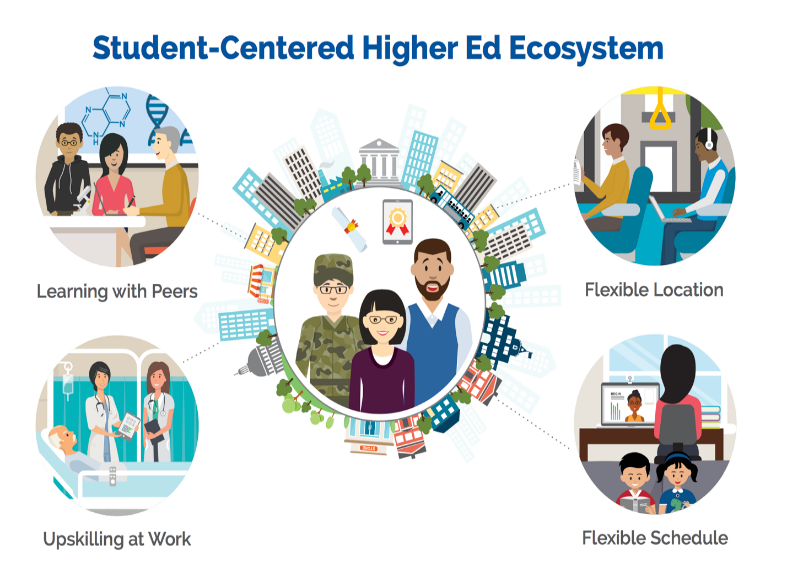 Student-Centered Higher Ed Ecosystem
N
N
N
N
H
Learning with Peers
Flexible Location
Upskilling at Work
Flexible Schedule